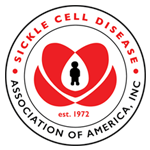 • SICKLE CELL DISEASE •
est. 1972
ASSOCIATION OF AMERICA, INC